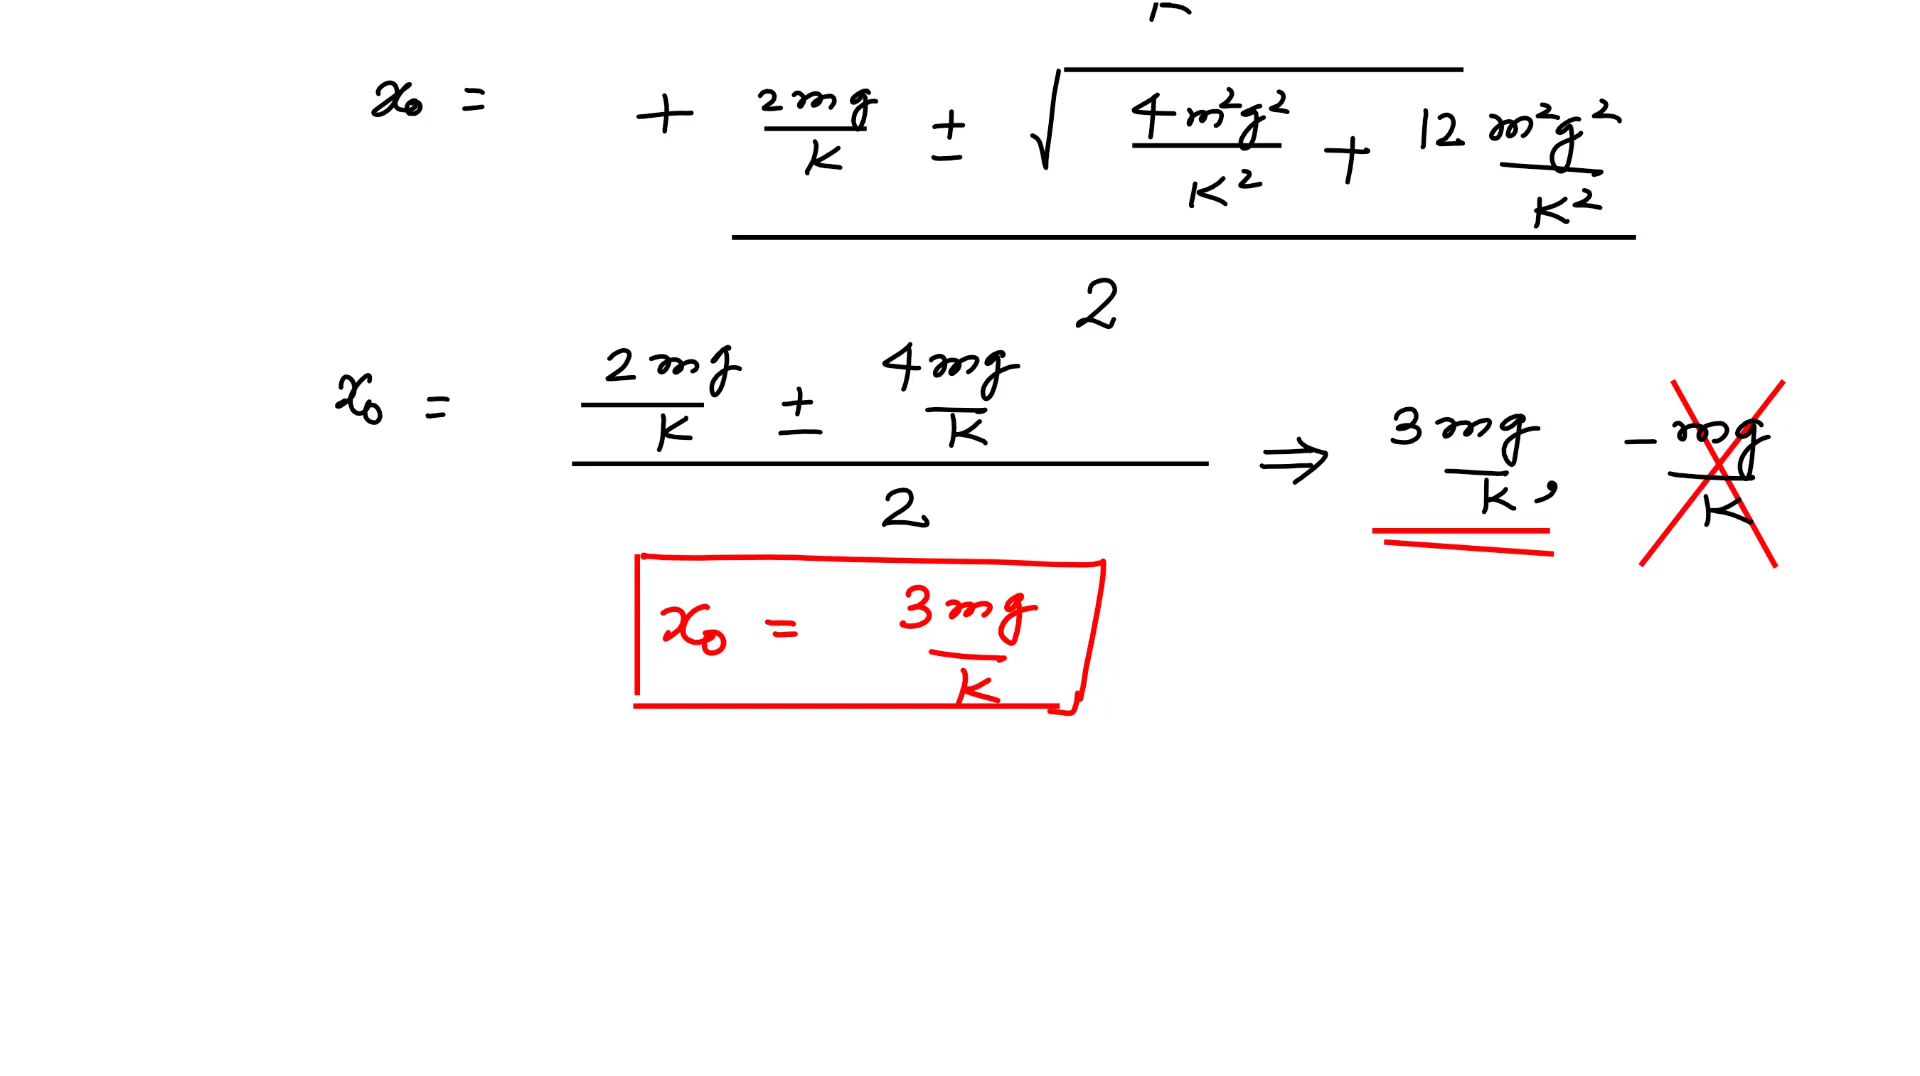 x₀ = + 2mg/K ± √(4m²g²/K² + 12 m²g²/K²) / 2
x₀ = (2mg/K ± 4mg/K) / 2 ⇒ 3mg/K, -mg/K
x₀ = 3mg/K